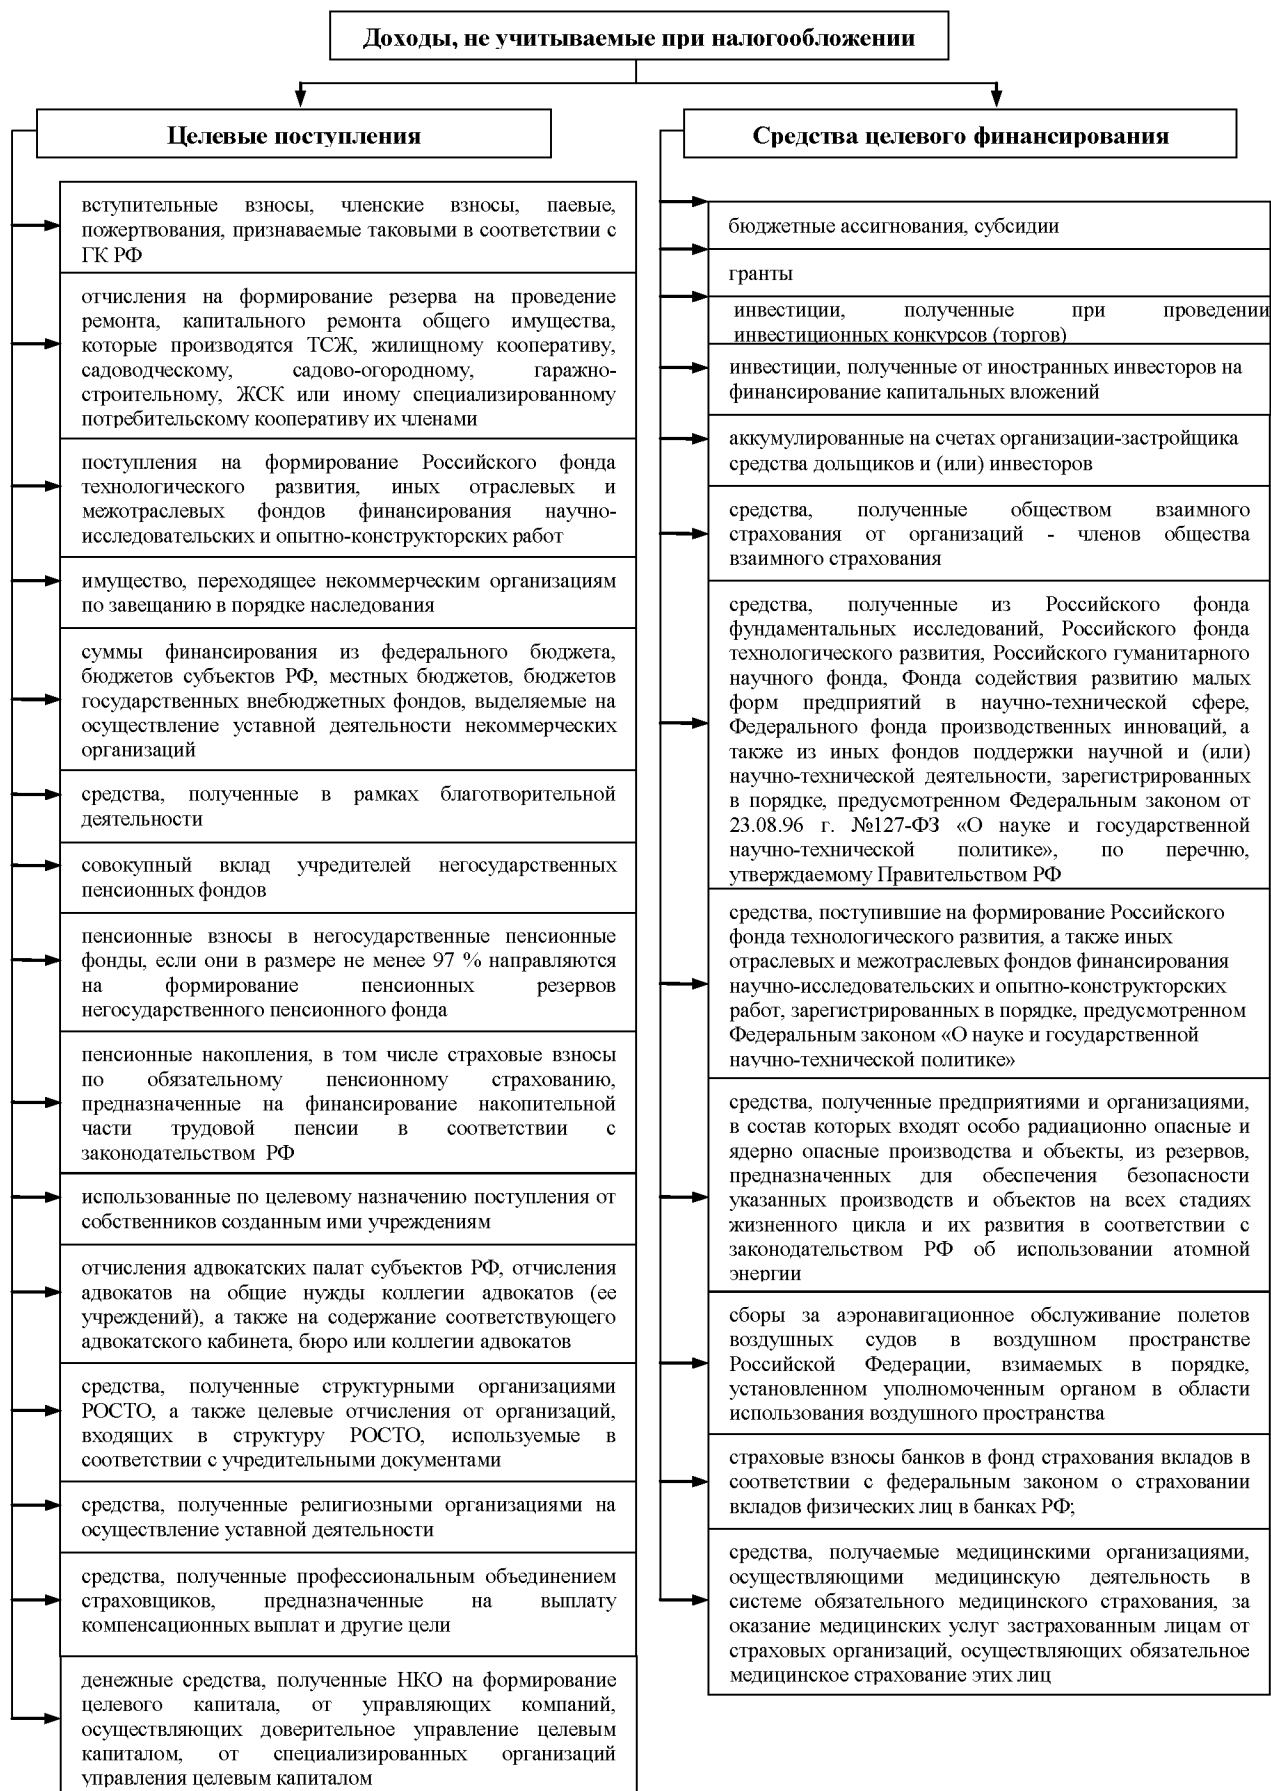 Доходы, не учитываемые при налогообложении
Целевые поступления
вступительные взносы, членские взносы, паевые,
пожертвования, признаваемые таковыми в соответствии с
ГК РФ
отчисления на формирование резерва на проведение
ремонта, капитального ремонта общего имущества,
которые производятся ТСЖ, жилищному кооперативу,
садоводческому, садово-огородному, гаражно-
строительному, ЖСК или иному специализированному
потребительскому кооперативу их членами
поступления на формирование Российского фонда
технологического развития, иных отраслевых и
межотраслевых фондов финансирования научно-
исследовательских и опытно-конструкторских работ
имущество, переходящее некоммерческим организациям
по завещанию в порядке наследования
суммы финансирования из федерального бюджета,
бюджетов субъектов РФ, местных бюджетов, бюджетов
государственных внебюджетных фондов, выделяемые на
осуществление уставной деятельности некоммерческих
организаций
средства, полученные в рамках благотворительной
деятельности
совокупный вклад учредителей негосударственных
пенсионных фондов
пенсионные взносы в негосударственные пенсионные
фонды, если они в размере не менее 97 % направляются
на формирование пенсионных резервов
негосударственного пенсионного фонда
пенсионные накопления, в том числе страховые взносы
по обязательному пенсионному страхованию,
предназначенные на финансирование накопительной
части трудовой пенсии в соответствии с
законодательством РФ
использованные по целевому назначению поступления от
собственников созданным ими учреждениям
отчисления адвокатских палат субъектов РФ, отчисления
адвокатов на общие нужды коллегии адвокатов (ее
учреждений), а также на содержание соответствующего
адвокатского кабинета, бюро или коллегии адвокатов
средства, полученные структурными организациями
РОСТО, а также целевые отчисления от организаций,
входящих в структуру РОСТО, используемые в
соответствии с учредительными документами
средства, полученные религиозными организациями на
осуществление уставной деятельности
средства, полученные профессиональным объединением
страховщиков, предназначенные на выплату
компенсационных выплат и другие цели
денежные средства, полученные НКО на формирование
целевого капитала, от управляющих компаний,
осуществляющих доверительное управление целевым
капиталом, от специализированных организаций
управления целевым капиталом
Средства целевого финансирования
бюджетные ассигнования, субсидии
гранты
инвестиции, полученные при проведении
инвестиционных конкурсов (торгов)
инвестиции, полученные от иностранных инвесторов на
финансирование капитальных вложений
аккумулированные на счетах организации-застройщика
средства дольщиков и (или) инвесторов
средства, полученные обществом взаимного
страхования от организаций - членов общества
взаимного страхования
средства, полученные из Российского фонда
фундаментальных исследований, Российского фонда
технологического развития, Российского гуманитарного
научного фонда, Фонда содействия развитию малых
форм предприятий в научно-технической сфере,
Федерального фонда производственных инноваций, а
также из иных фондов поддержки научной и (или)
научно-технической деятельности, зарегистрированных
в порядке, предусмотренном Федеральным законом от
23.08.96 г. №127-ФЗ «О науке и государственной
научно-технической политике», по перечню,
утверждаемому Правительством РФ
средства, поступившие на формирование Российского
фонда технологического развития, а также иных
отраслевых и межотраслевых фондов финансирования
научно-исследовательских и опытно-конструкторских
работ, зарегистрированных в порядке, предусмотренном
Федеральным законом «О науке и государственной
научно-технической политике»
средства, полученные предприятиями и организациями,
в состав которых входят особо радиационно опасные и
ядерно опасные производства и объекты, из резервов,
предназначенных для обеспечения безопасности
указанных производств и объектов на всех стадиях
жизненного цикла и их развития в соответствии с
законодательством РФ об использовании атомной
энергии
сборы за аэронавигационное обслуживание полетов
воздушных судов в воздушном пространстве
Российской Федерации, взимаемых в порядке,
установленном уполномоченным органом в области
использования воздушного пространства
страховые взносы банков в фонд страхования вкладов в
соответствии с федеральным законом о страховании
вкладов физических лиц в банках РФ;
средства, получаемые медицинскими организациями,
осуществляющими медицинскую деятельность в
системе обязательного медицинского страхования, за
оказание медицинских услуг застрахованным лицам от
страховых организаций, осуществляющих обязательное
медицинское страхование этих лиц